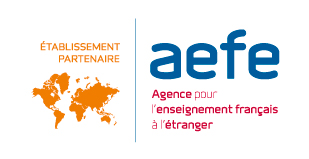 ÉTABLISSEMENT
PARTENAIRE
aefe
Agence pour
l'enseignement français
à l'étranger